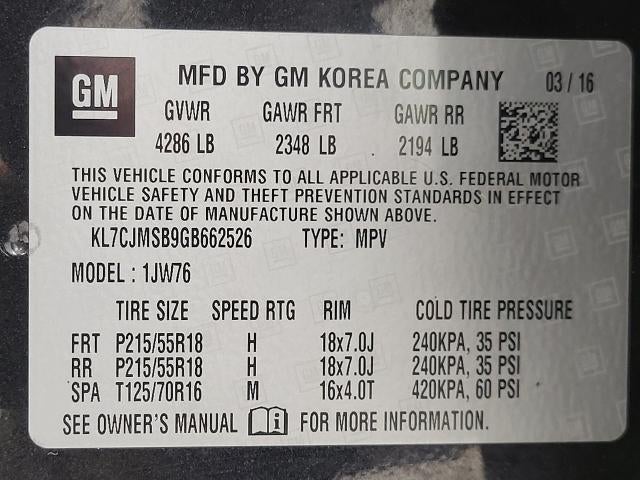 GM MFD BY GM KOREA COMPANY 03 / 16
GVWR GAWR FRT GAWR RR
4286 LB 2348 LB 2194 LB
THIS VEHICLE CONFORMS TO ALL APPLICABLE U.S. FEDERAL MOTOR
VEHICLE SAFETY AND THEFT PREVENTION STANDARDS IN EFFECT
ON THE DATE OF MANUFACTURE SHOWN ABOVE.
KL7CJMSB9GB662526 TYPE: MPV
MODEL : 1JW76
TIRE SIZE SPEED RTG RIM COLD TIRE PRESSURE
FRT P215/55R18 H 18x7.0J 240KPA, 35 PSI
RR P215/55R18 H 18x7.0J 240KPA, 35 PSI
SPA T125/70R16 M 16x4.0T 420KPA, 60 PSI
SEE OWNER'S MANUAL i FOR MORE INFORMATION.